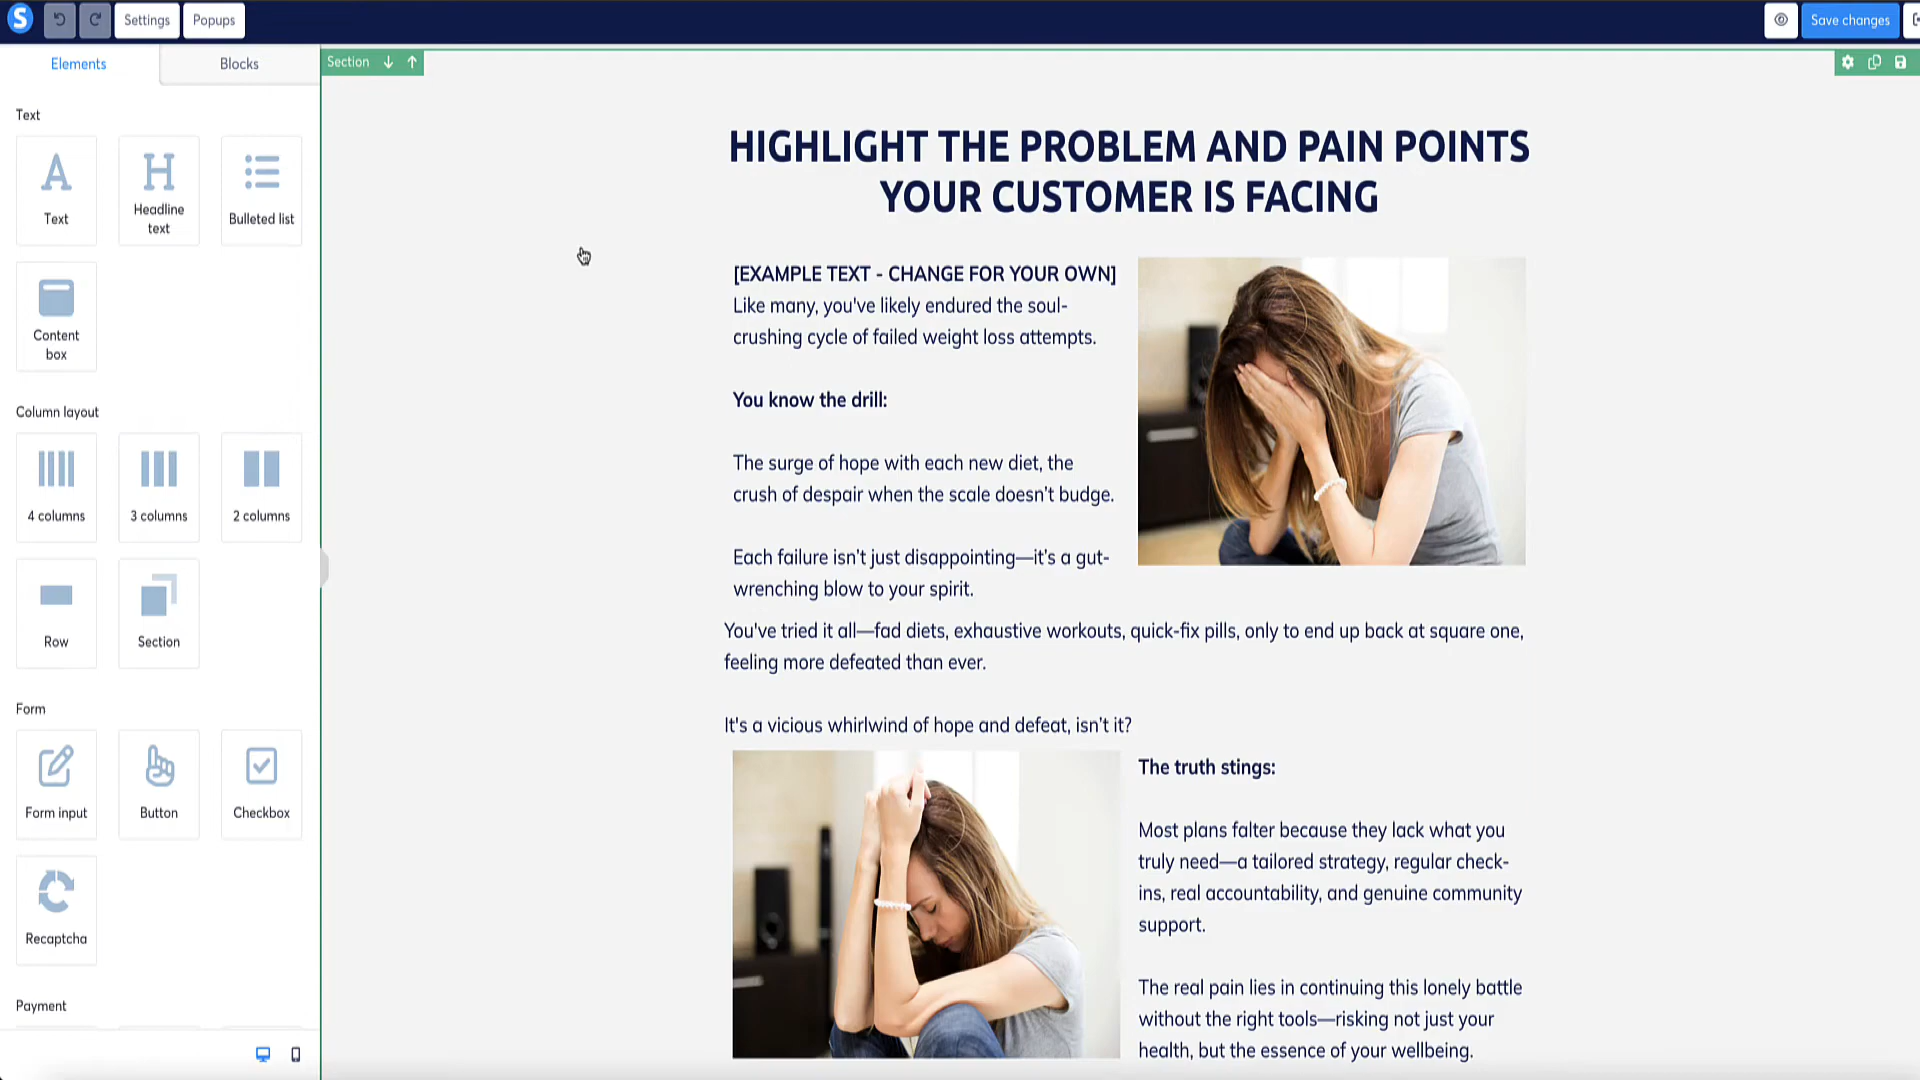 S
Settings
Popups
Save changes
Elements
Blocks
Section
Text
Text
Headline
text
Bulleted list
Content
box
Column layout
4 columns
3 columns
2 columns
Row
Section
Form
Form input
Button
Checkbox
Recaptcha
Payment
HIGHLIGHT THE PROBLEM AND PAIN POINTS
YOUR CUSTOMER IS FACING
[EXAMPLE TEXT - CHANGE FOR YOUR OWN]
Like many, you've likely endured the soul-
crushing cycle of failed weight loss attempts.
You know the drill:
The surge of hope with each new diet, the
crush of despair when the scale doesn't budge.
Each failure isn't just disappointing—it's a gut-
wrenching blow to your spirit.
You've tried it all—fad diets, exhaustive workouts, quick-fix pills, only to end up back at square one,
feeling more defeated than ever.
It's a vicious whirlwind of hope and defeat, isn't it?
The truth stings:
Most plans falter because they lack what you
truly need—a tailored strategy, regular check-
ins, real accountability, and genuine community
support.
The real pain lies in continuing this lonely battle
without the right tools—risking not just your
health, but the essence of your wellbeing.